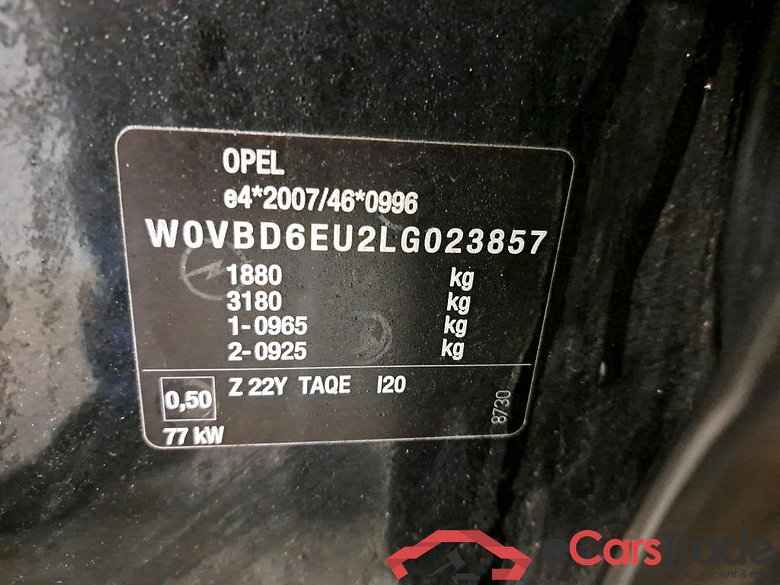 OPEL
e4*2007/46*0996
W0VBD6EU2LG023857
1880 kg
3180 kg
1-0965 kg
2-0925 kg
0,50 Z 22Y TAQE I20
77 kW
8730
eCarsTrade